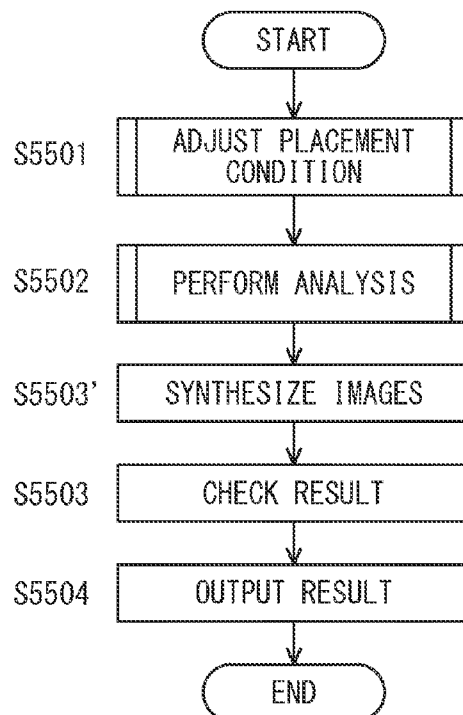 START
S5501 ADJUST PLACEMENT
CONDITION
S5502 PERFORM ANALYSIS
S5503' SYNTHESIZE IMAGES
S5503 CHECK RESULT
S5504 OUTPUT RESULT
END